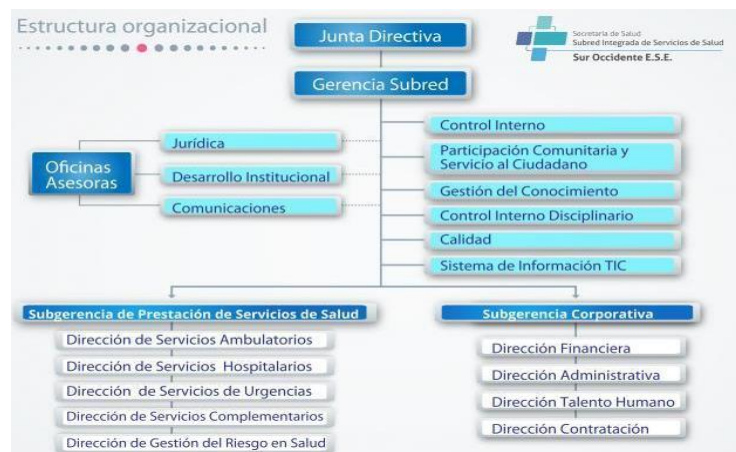 Estructura organizacional
Junta Directiva
Secretaria de Salud
Subred Integrada de Servicios de Salud
Sur Occidente E.S.E.
Gerencia Subred
Oficinas
Asesoras
Jurídica
Desarrollo Institucional
Comunicaciones
Control Interno
Participación Comunitaria y
Servicio al Ciudadano
Gestión del Conocimiento
Control Interno Disciplinario
Calidad
Sistema de Información TIC
Subgerencia de Prestación de Servicios de Salud
Dirección de Servicios Ambulatorios
Dirección de Servicios Hospitalarios
Dirección de Servicios de Urgencias
Dirección de Servicios Complementarios
Dirección de Gestión del Riesgo en Salud
Subgerencia Corporativa
Dirección Financiera
Dirección Administrativa
Dirección Talento Humano
Dirección Contratación